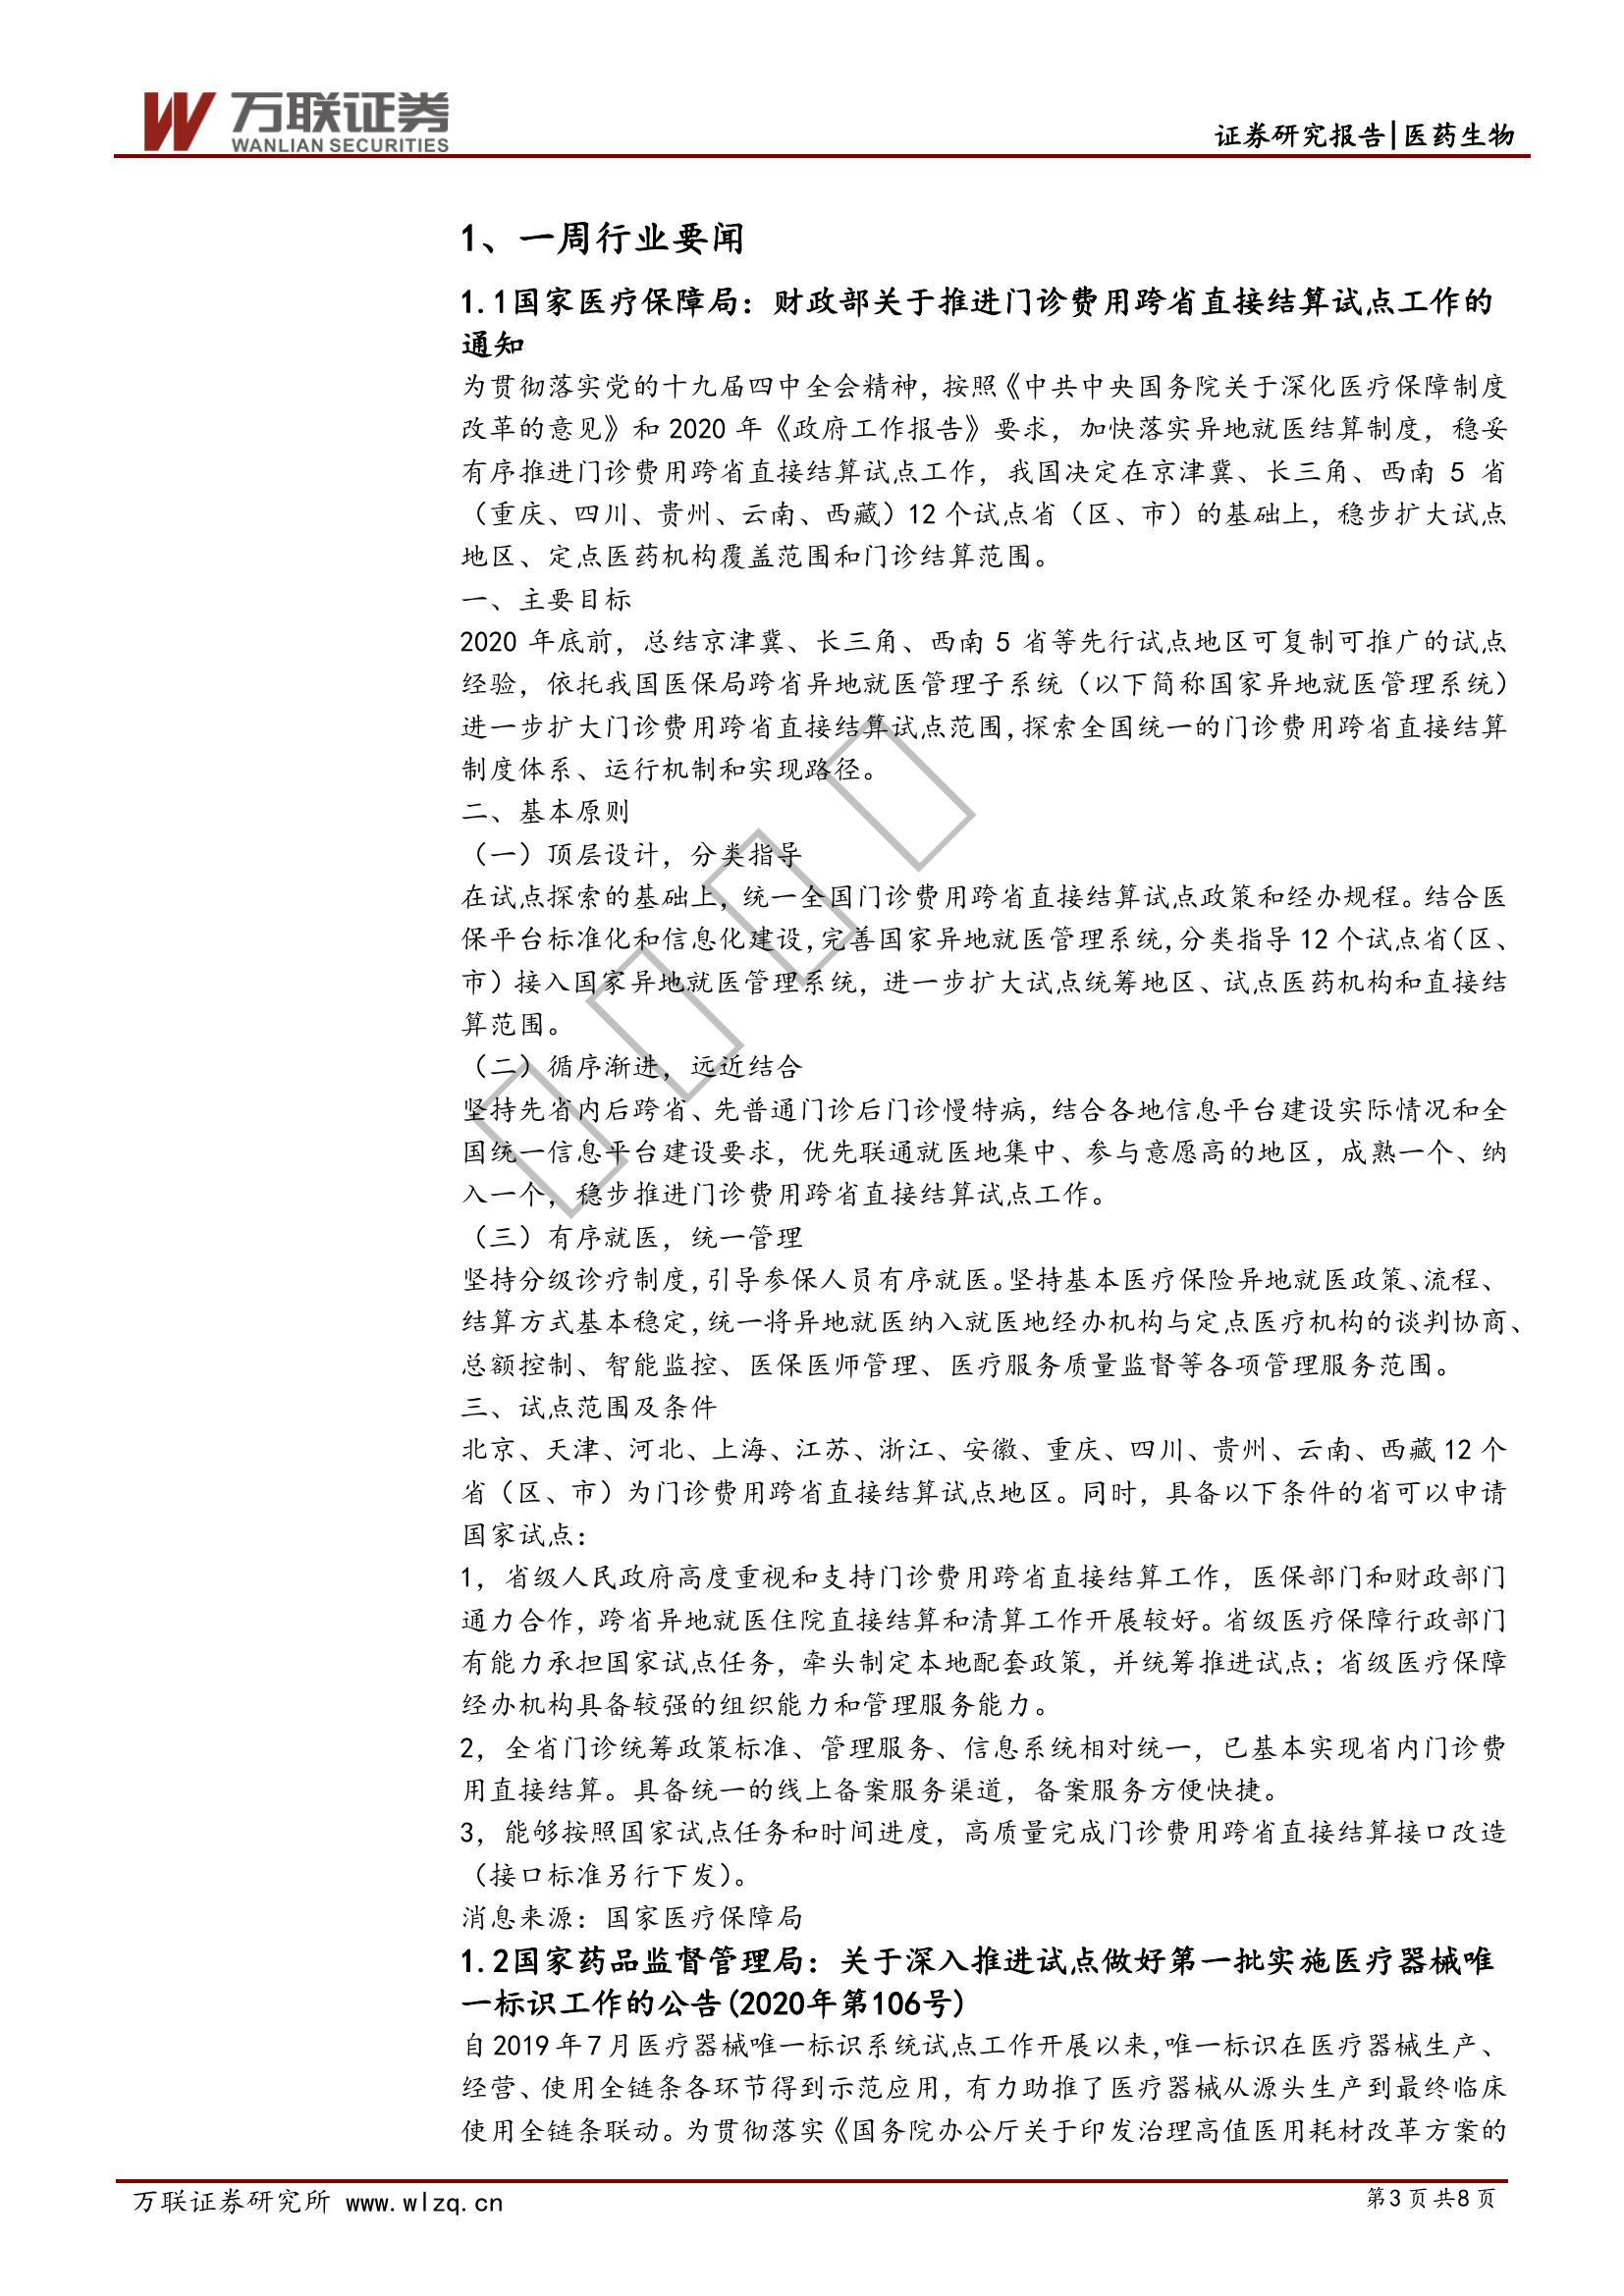 万联证券
WANLIAN SECURITIES
证券研究报告|医药生物
1、一周行业要闻
1.1国家医疗保障局：财政部关于推进门诊费用跨省直接结算试点工作的
通知
为贯彻落实党的十九届四中全会精神，按照《中共中央国务院关于深化医疗保障制度
改革的意见》和 2020 年《政府工作报告》要求，加快落实异地就医结算制度，稳妥
有序推进门诊费用跨省直接结算试点工作，我国决定在京津冀、长三角、西南 5 省
（重庆、四川、贵州、云南、西藏）12 个试点省（区、市）的基础上，稳步扩大试点
地区、定点医药机构覆盖范围和门诊结算范围。
一、主要目标
2020 年底前，总结京津冀、长三角、西南 5 省等先行试点地区可复制可推广的试点
经验，依托我国医保局跨省异地就医管理子系统（以下简称国家异地就医管理系统）
进一步扩大门诊费用跨省直接结算试点范围，探索全国统一的门诊费用跨省直接结算
制度体系、运行机制和实现路径。
二、基本原则
（一）顶层设计，分类指导
在试点探索的基础上，统一全国门诊费用跨省直接结算试点政策和经办规程。结合医
保平台标准化和信息化建设，完善国家异地就医管理系统，分类指导 12 个试点省（区、
市）接入国家异地就医管理系统，进一步扩大试点统筹地区、试点医药机构和直接结
算范围。
（二）循序渐进，远近结合
坚持先省内后跨省、先普通门诊后门诊慢特病，结合各地信息平台建设实际情况和全
国统一信息平台建设要求，优先联通就医地集中、参与意愿高的地区，成熟一个、纳
入一个，稳步推进门诊费用跨省直接结算试点工作。
（三）有序就医，统一管理
坚持分级诊疗制度，引导参保人员有序就医。坚持基本医疗保险异地就医政策、流程、
结算方式基本稳定，统一将异地就医纳入就医地经办机构与定点医疗机构的谈判协商、
总额控制、智能监控、医保医师管理、医疗服务质量监督等各项管理服务范围。
三、试点范围及条件
北京、天津、河北、上海、江苏、浙江、安徽、重庆、四川、贵州、云南、西藏 12 个
省（区、市）为门诊费用跨省直接结算试点地区。同时，具备以下条件的省可以申请
国家试点：
1，省级人民政府高度重视和支持门诊费用跨省直接结算工作，医保部门和财政部门
通力合作，跨省异地就医住院直接结算和清算工作开展较好。省级医疗保障行政部门
有能力承担国家试点任务，牵头制定本地配套政策，并统筹推进试点；省级医疗保障
经办机构具备较强的组织能力和管理服务能力。
2，全省门诊统筹政策标准、管理服务、信息系统相对统一，已基本实现省内门诊费
用直接结算。具备统一的线上备案服务渠道，备案服务方便快捷。
3，能够按照国家试点任务和时间进度，高质量完成门诊费用跨省直接结算接口改造
（接口标准另行下发）。
消息来源：国家医疗保障局
1.2国家药品监督管理局：关于深入推进试点做好第一批实施医疗器械唯
一标识工作的公告(2020年第106号)
自 2019 年 7 月医疗器械唯一标识系统试点工作开展以来，唯一标识在医疗器械生产、
经营、使用全链条各环节得到示范应用，有力助推了医疗器械从源头生产到最终临床
使用全链条联动。为贯彻落实《国务院办公厅关于印发治理高值医用耗材改革方案的
万联证券研究所 www.wlzq.cn
第 3 页 共 8 页